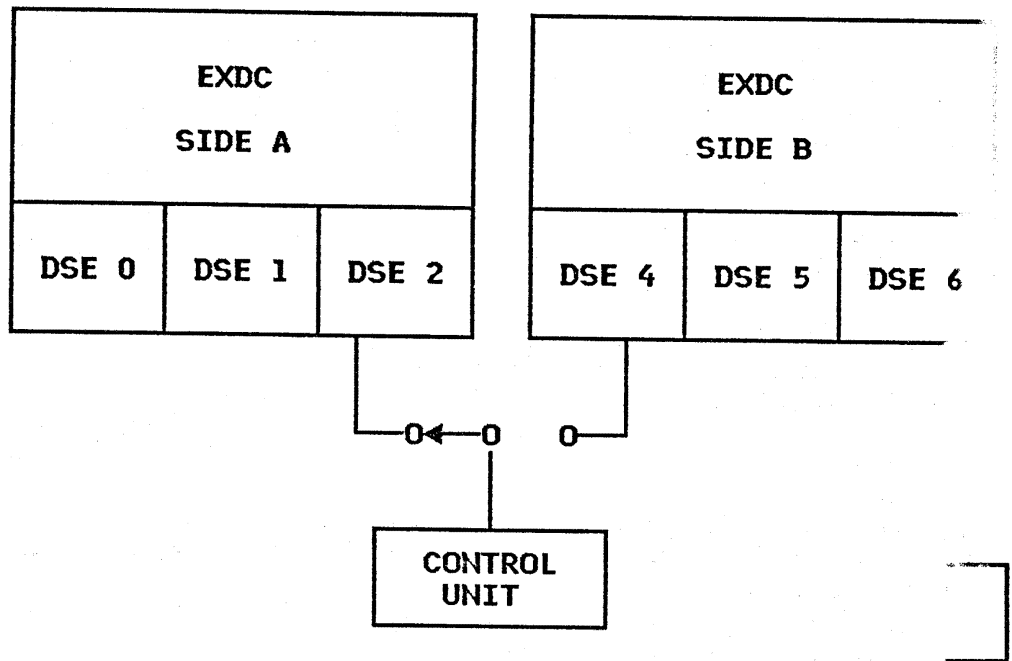 EXDC
SIDE A
EXDC
SIDE B
DSE 0
DSE 1
DSE 2
DSE 4
DSE 5
DSE 6
CONTROL
UNIT